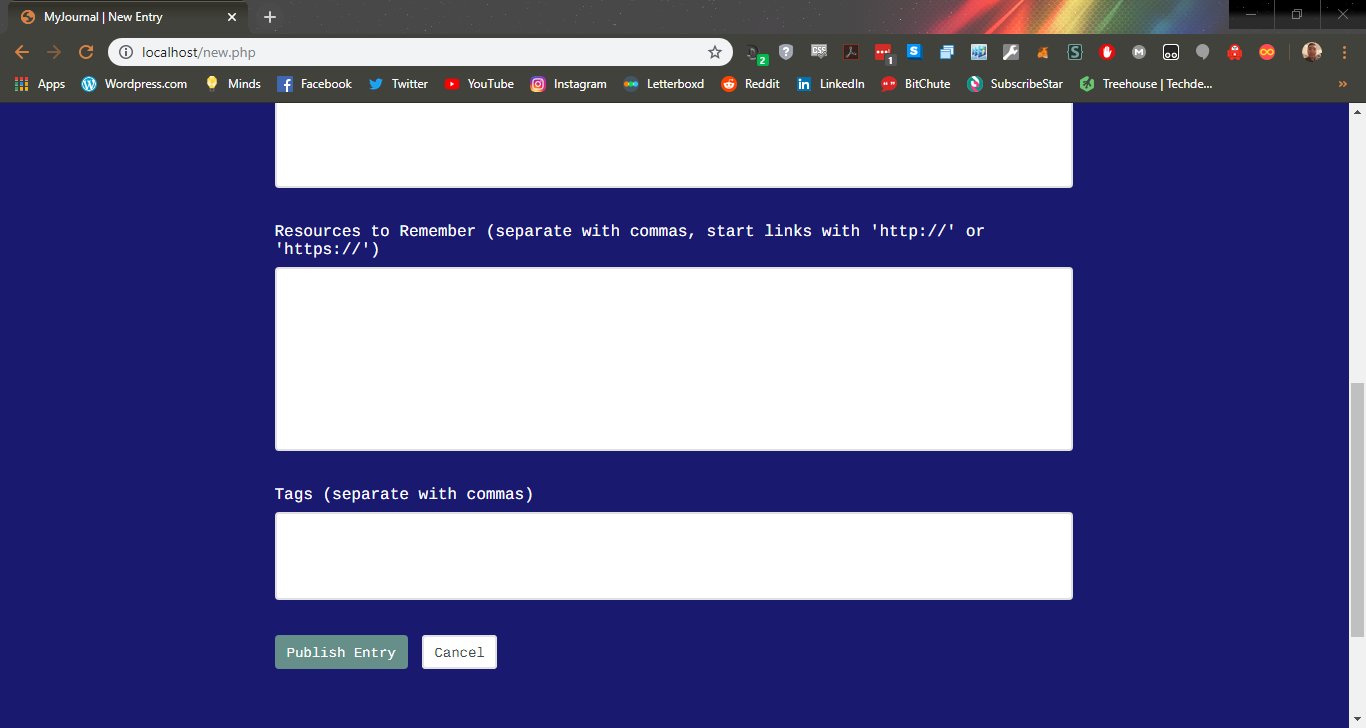 MyJournal | New Entry
localhost/new.php
2
1
Apps Wordpress.com Minds Facebook Twitter YouTube Instagram Letterboxd Reddit LinkedIn BitChute SubscribeStar Treehouse | Techde...
Resources to Remember (separate with commas, start links with 'http://' or
'https://')
Tags (separate with commas)
Publish Entry Cancel